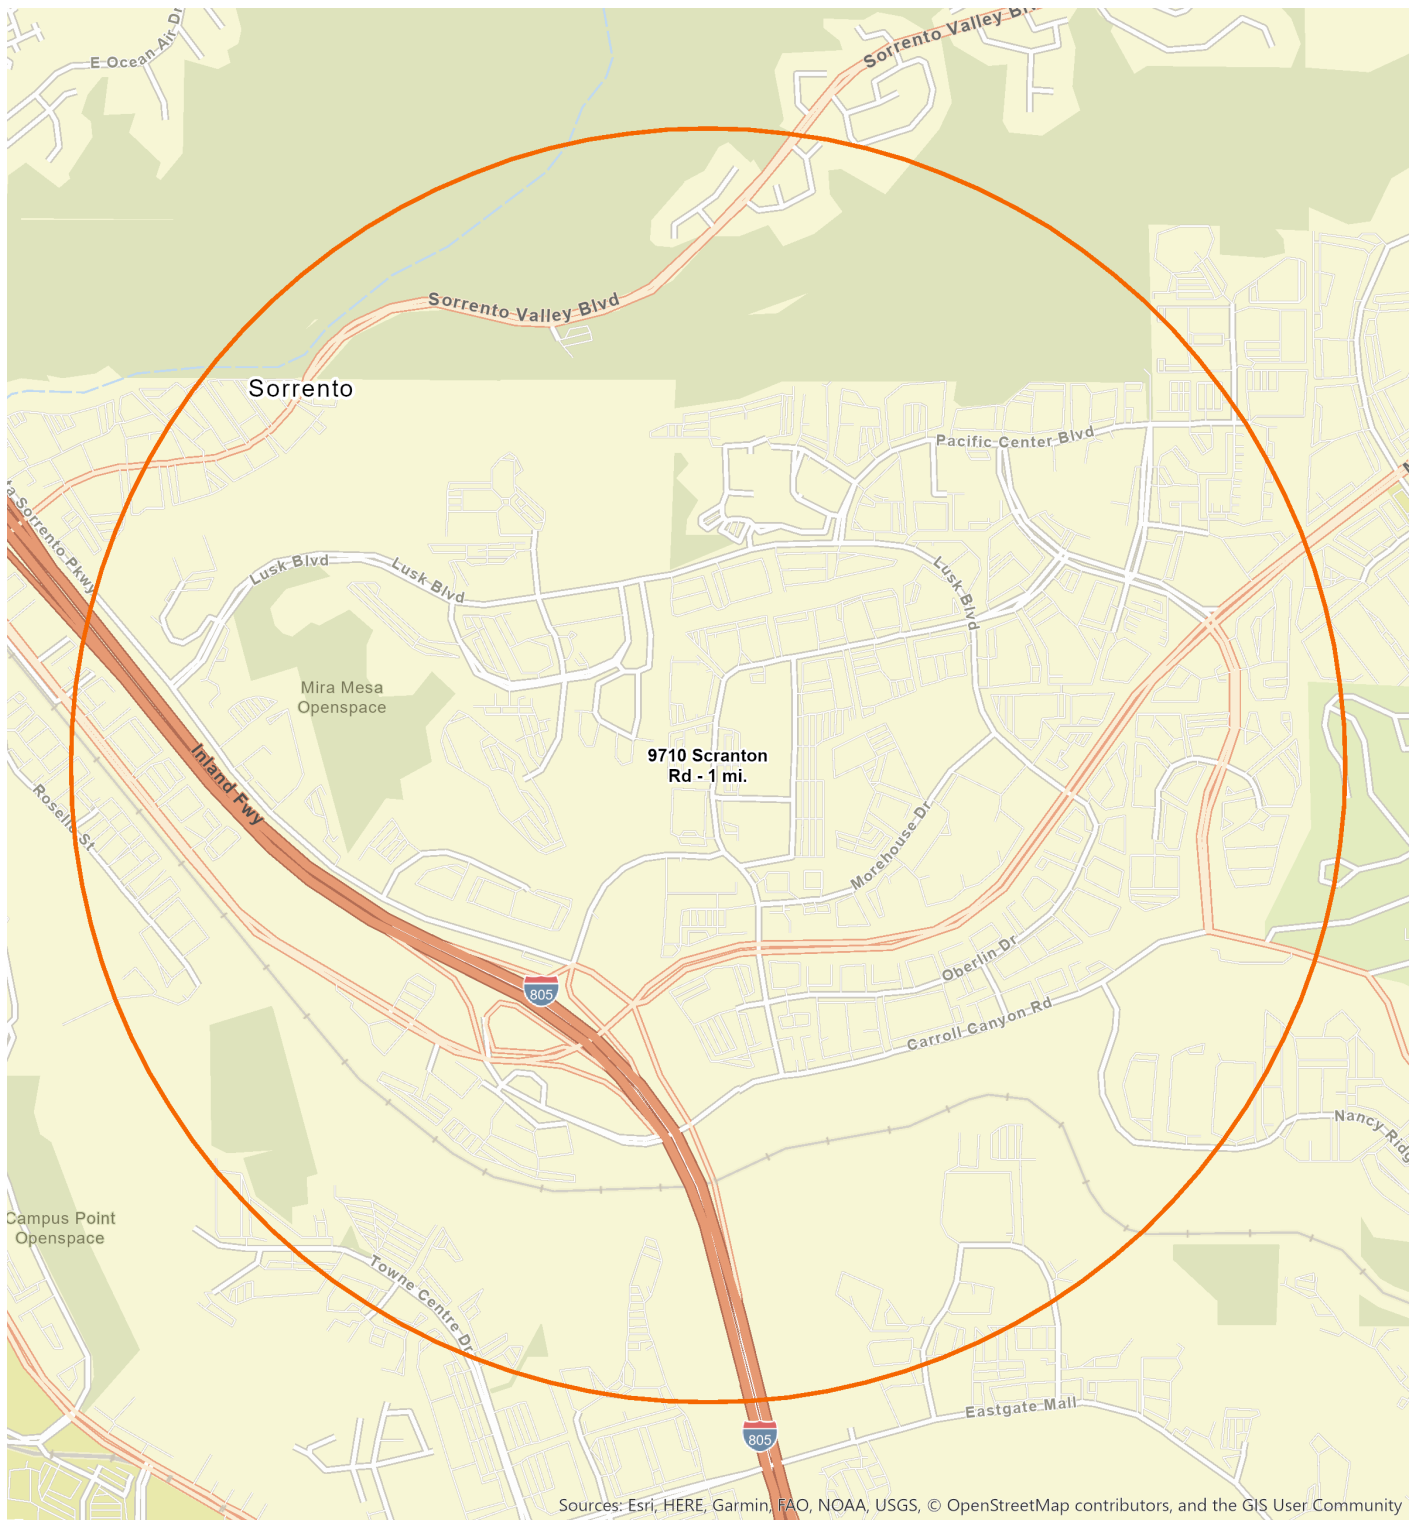 E Ocean Air Dr
Sorrento Valley Blvd
Sorrento Valley Blvd
Sorrento
Pacific Center Blvd
Sorrento Pkwy
Lusk Blvd
Lusk Blvd
Lusk Blvd
Mira Mesa
Openspace
9710 Scranton
Rd - 1 mi.
Inland Fwy
Roselle St
Morehouse Dr
Oberlin Dr
805
Carroll Canyon Rd
Nancy Ridg
Campus Point
Openspace
Towne Centre Dr
Eastgate Mall
805
Sources: Esri, HERE, Garmin, FAO, NOAA, USGS, © OpenStreetMap contributors, and the GIS User Community